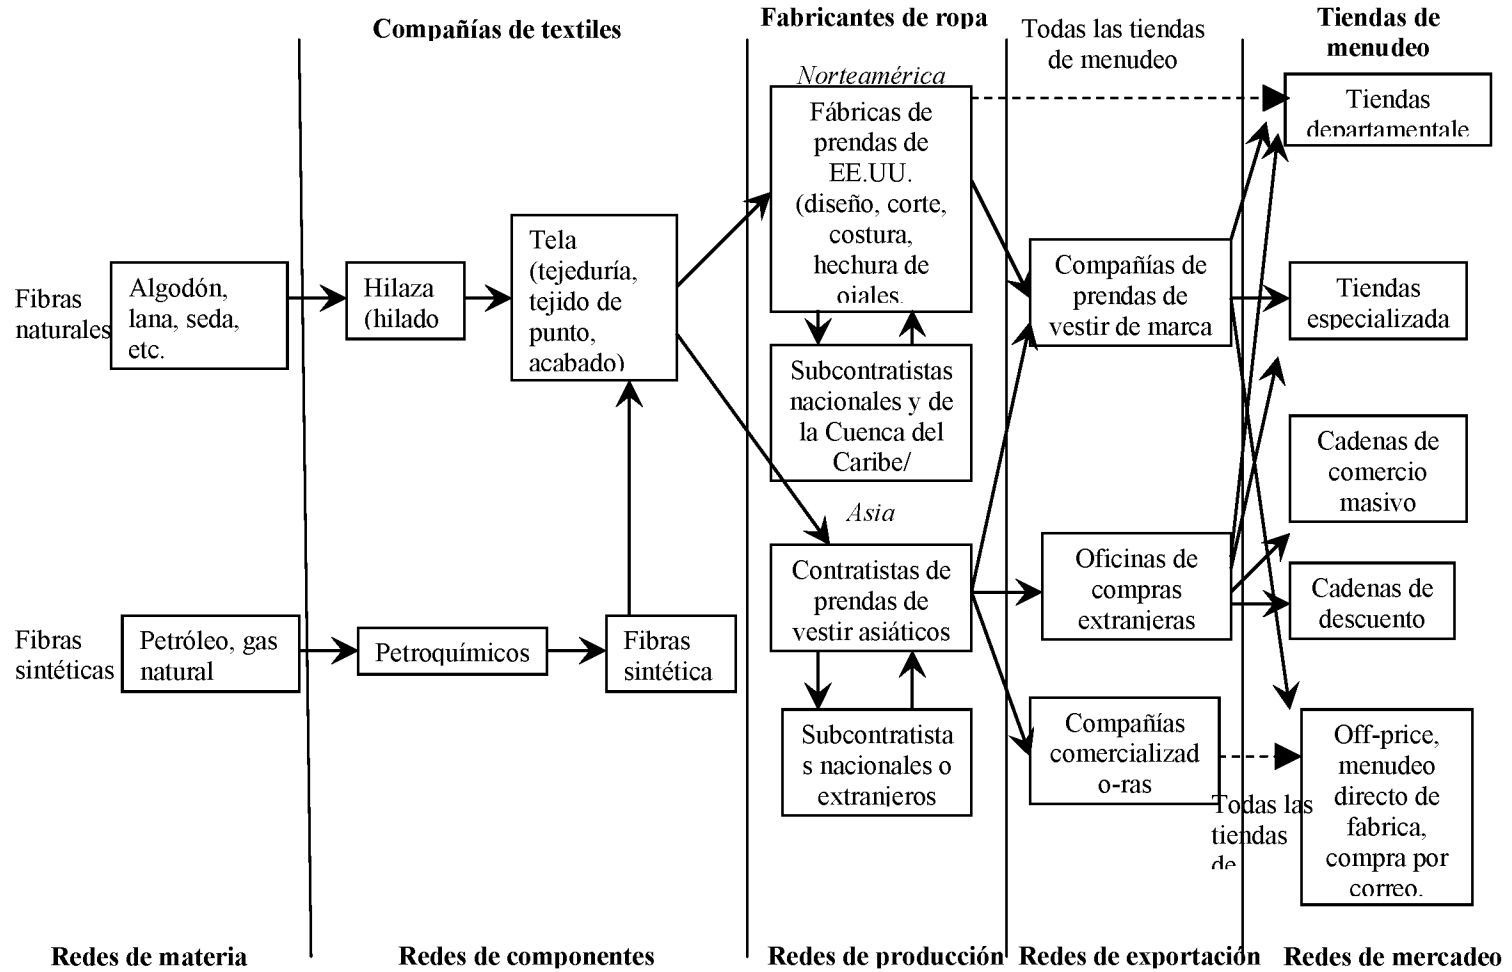 Compañías de textiles
Fabricantes de ropa
Todas las tiendas
de menudeo
Tiendas de
menudeo
Norteamérica
Fibras
naturales
Algodón,
lana, seda,
etc.
Hilaza
(hilado
Tela
(tejeduría,
tejido de
punto,
acabado)
Fábricas de
prendas de
EE.UU.
(diseño, corte,
costura,
hechura de
ojales.
Subcontratistas
nacionales y de
la Cuenca del
Caribe/
Asia
Contratistas de
prendas de
vestir asiáticos
Subcontratista
s nacionales o
extranjeros
Fibras
sintéticas
Petróleo, gas
natural
Petroquímicos
Fibras
sintética
Compañías de
prendas de
vestir de marca
Oficinas de
compras
extranjeras
Compañías
comercializad
o-ras
Todas las
tiendas
de
Tiendas
departamentale
Tiendas
especializada
Cadenas de
comercio
masivo
Cadenas de
descuento
Off-price,
menudeo
directo de
fabrica,
compra por
correo.
Redes de materia
Redes de componentes
Redes de producción
Redes de exportación
Redes de mercadeo